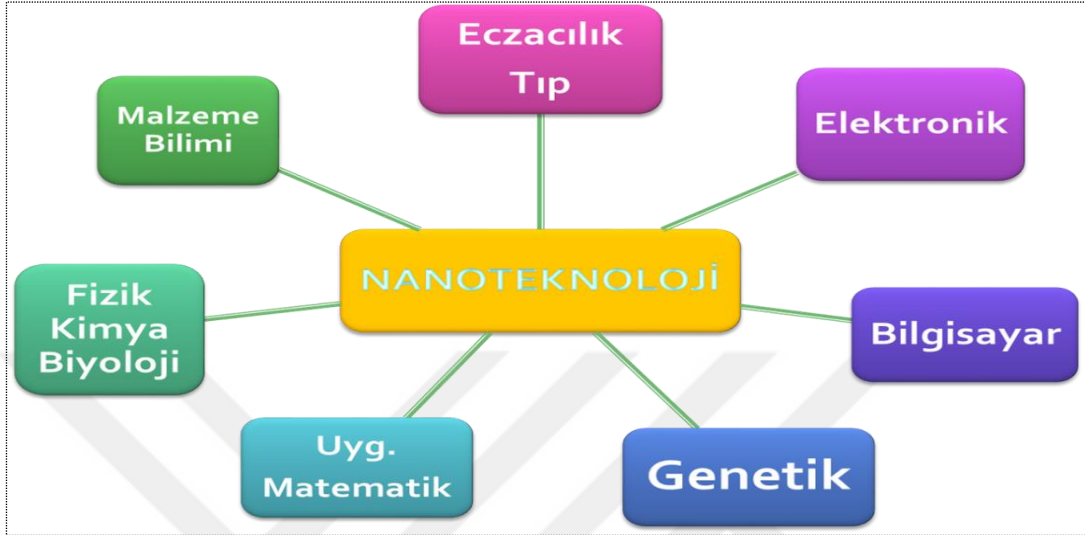 Eczacılık
Tıp
Malzeme
Bilimi
Elektronik
NANOTEKNOLOJİ
Fizik
Kimya
Biyoloji
Bilgisayar
Uyg.
Matematik
Genetik